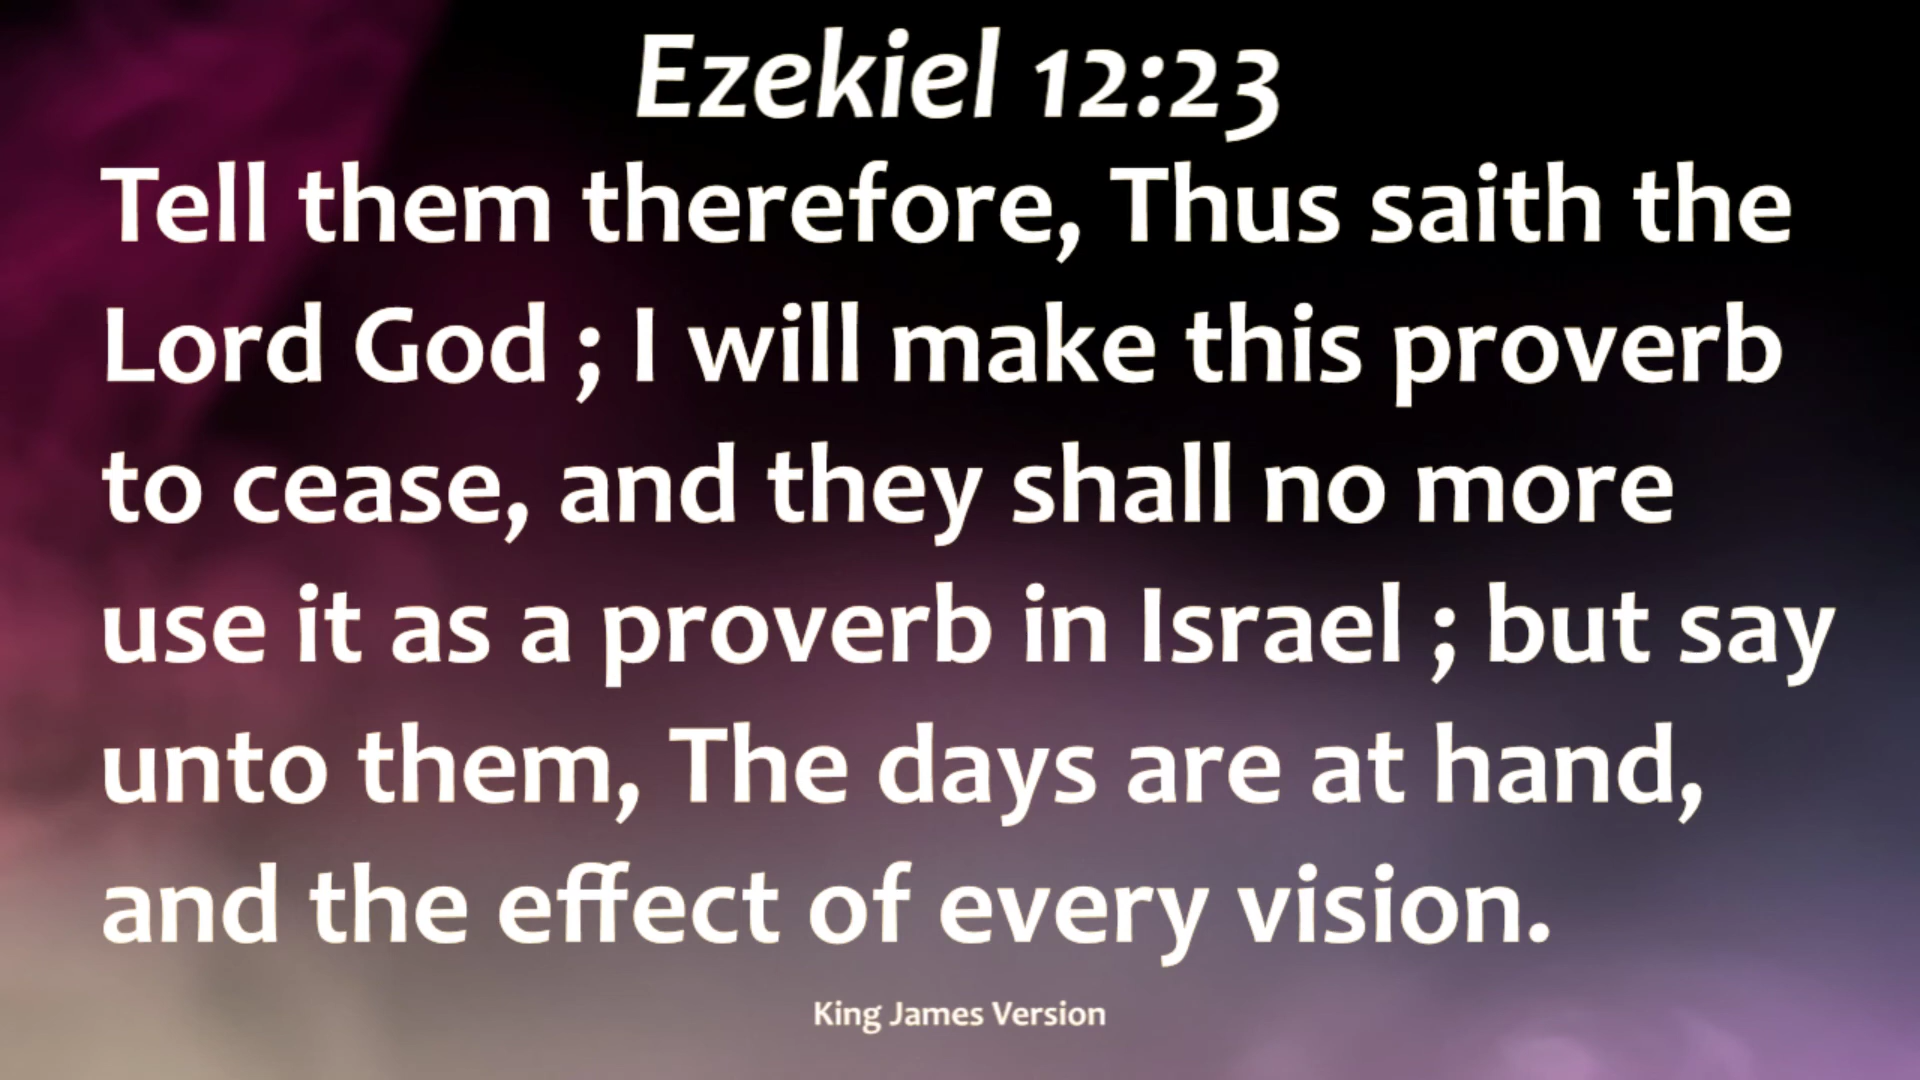 Ezekiel 12:23
Tell them therefore, Thus saith the
Lord God ; I will make this proverb
to cease, and they shall no more
use it as a proverb in Israel ; but say
unto them, The days are at hand,
and the effect of every vision.
King James Version